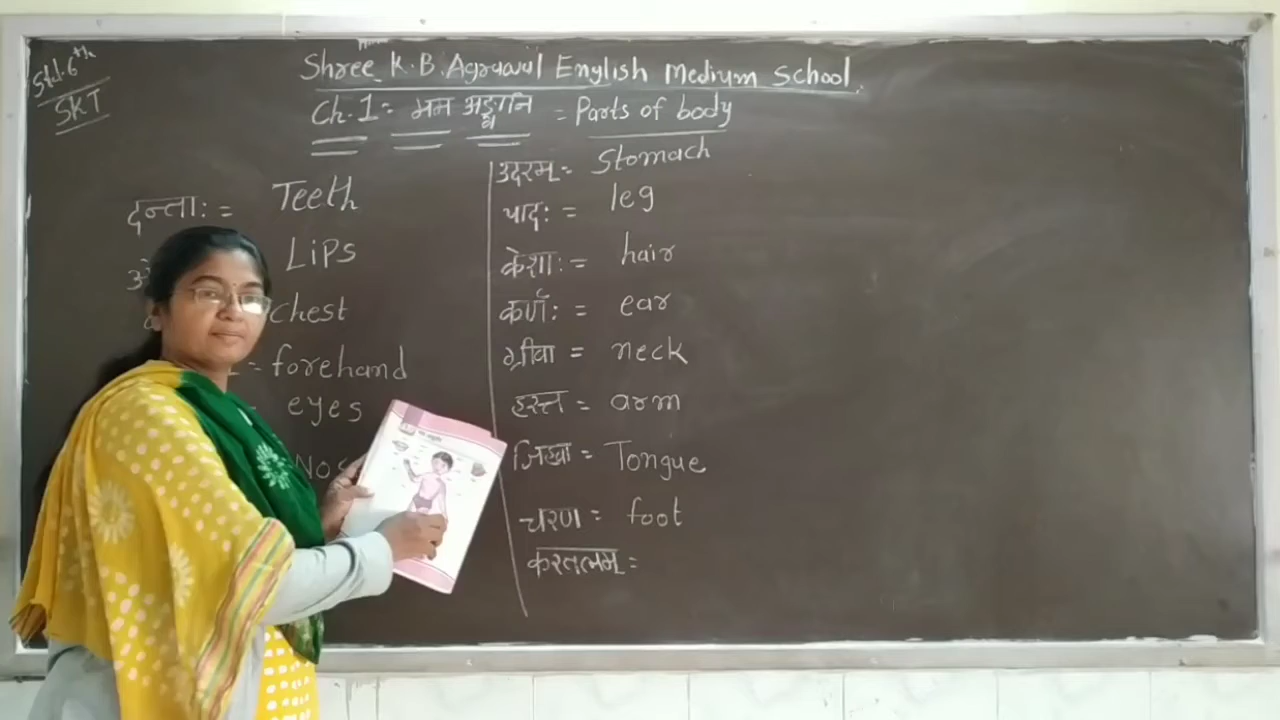 Std.6th
SKT
Shree K.B.Agrawal English Medium School.
Ch.1= मम अङ्गानि = Parts of body
दन्ताः = Teeth
Lips
chest
= forehand
eyes
Nos
उदरम् = Stomach
पादः = leg
केशाः = hair
कर्णः = ear
ग्रीवा = neck
हस्त = arm
जिह्वा = Tongue
चरण = foot
करतलम् =